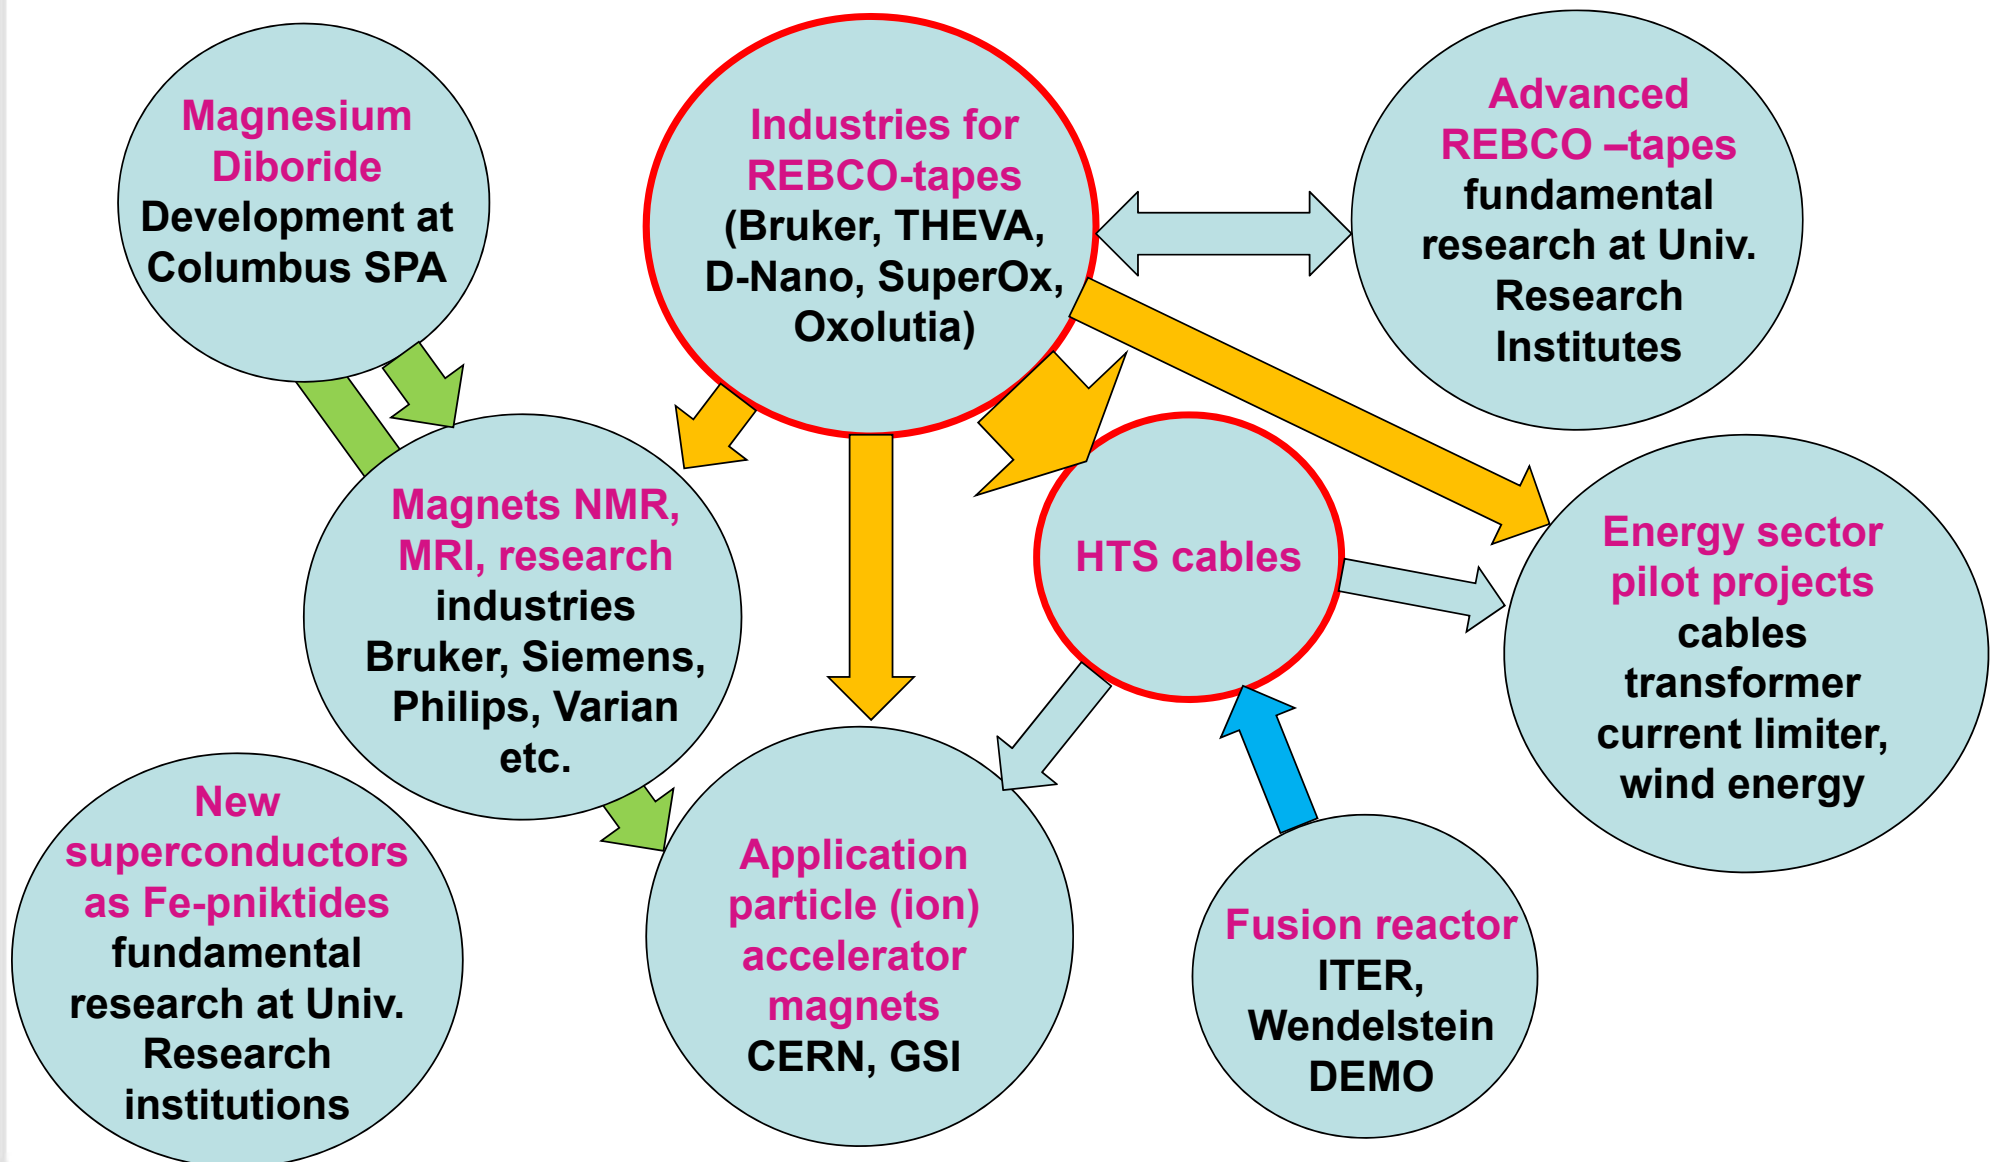 Magnesium
Diboride
Development at
Columbus SPA
Industries for
REBCO-tapes
(Bruker, THEVA,
D-Nano, SuperOx,
Oxolutia)
Advanced
REBCO –tapes
fundamental
research at Univ.
Research
Institutes
Magnets NMR,
MRI, research
industries
Bruker, Siemens,
Philips, Varian
etc.
HTS cables
Energy sector
pilot projects
cables
transformer
current limiter,
wind energy
New
superconductors
as Fe-pniktides
fundamental
research at Univ.
Research
institutions
Application
particle (ion)
accelerator
magnets
CERN, GSI
Fusion reactor
ITER,
Wendelstein
DEMO